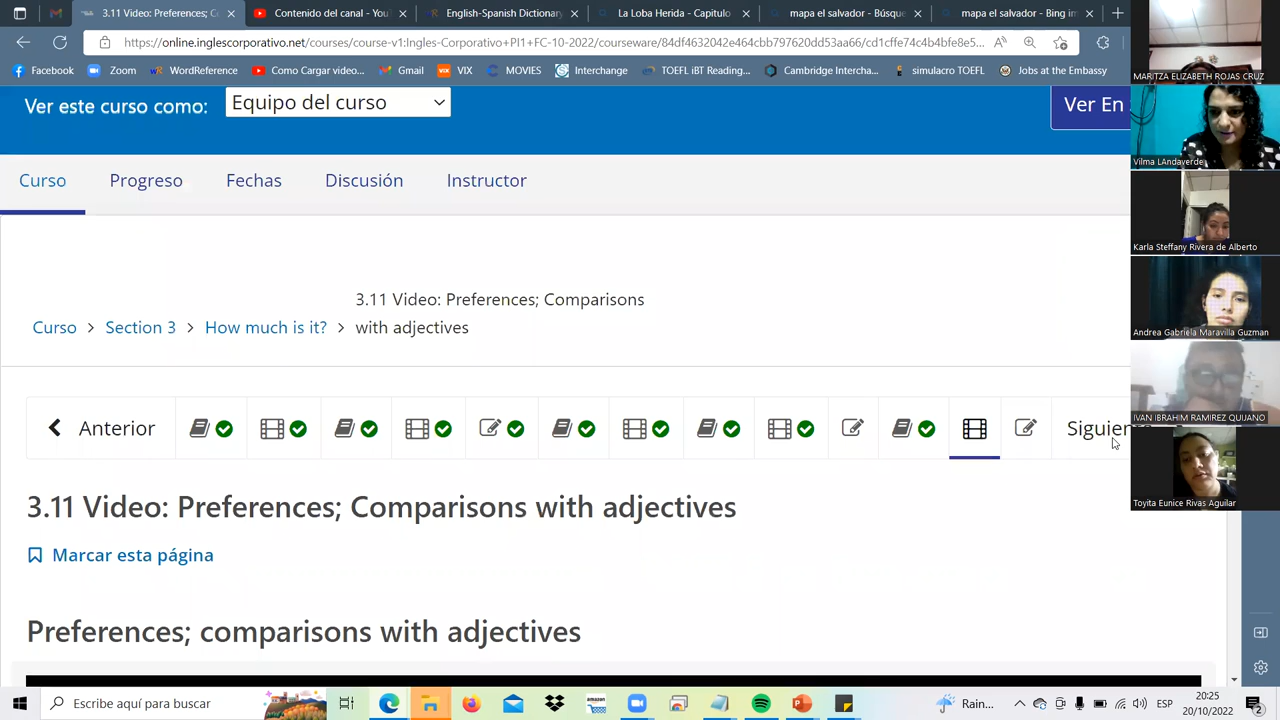 3.11 Video: Preferences; C
Contenido del canal - You
English-Spanish Dictionary
La Loba Herida - Capitulo
mapa el salvador - Búsque
mapa el salvador - Bing im
https://online.inglescorporativo.net/courses/course-v1:Ingles-Corporativo+PI1+FC-10-2022/courseware/84df4632042e464cbb797620dd53aa66/cd1cffe74c4b4bfe8e5...
Facebook
Zoom
WordReference
Como Cargar video...
Gmail
VIX
MOVIES
Interchange
TOEFL iBT Reading...
Cambridge Intercha...
simulacro TOEFL
Jobs at the Embassy
Ver este curso como:
Equipo del curso
Ver En
Curso
Progreso
Fechas
Discusión
Instructor
3.11 Video: Preferences; Comparisons
Curso > Section 3 > How much is it? > with adjectives
Anterior
Siguien
3.11 Video: Preferences; Comparisons with adjectives
Marcar esta página
Preferences; comparisons with adjectives
MARITZA ELIZABETH ROJAS CRUZ
Vilma LAndaverde
Karla Steffany Rivera de Alberto
Andrea Gabriela Maravilla Guzman
IVAN IBRAHIM RAMIREZ QUIJANO
Toyita Eunice Rivas Aguilar
Escribe aquí para buscar
Rain...
ESP
20:25
20/10/2022
2